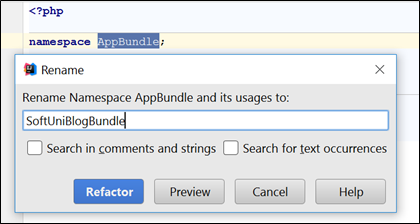 <?php
namespace AppBundle;
Rename
Rename Namespace AppBundle and its usages to:
SoftUniBlogBundle
Search in comments and strings Search for text occurrences
Refactor Preview Cancel Help